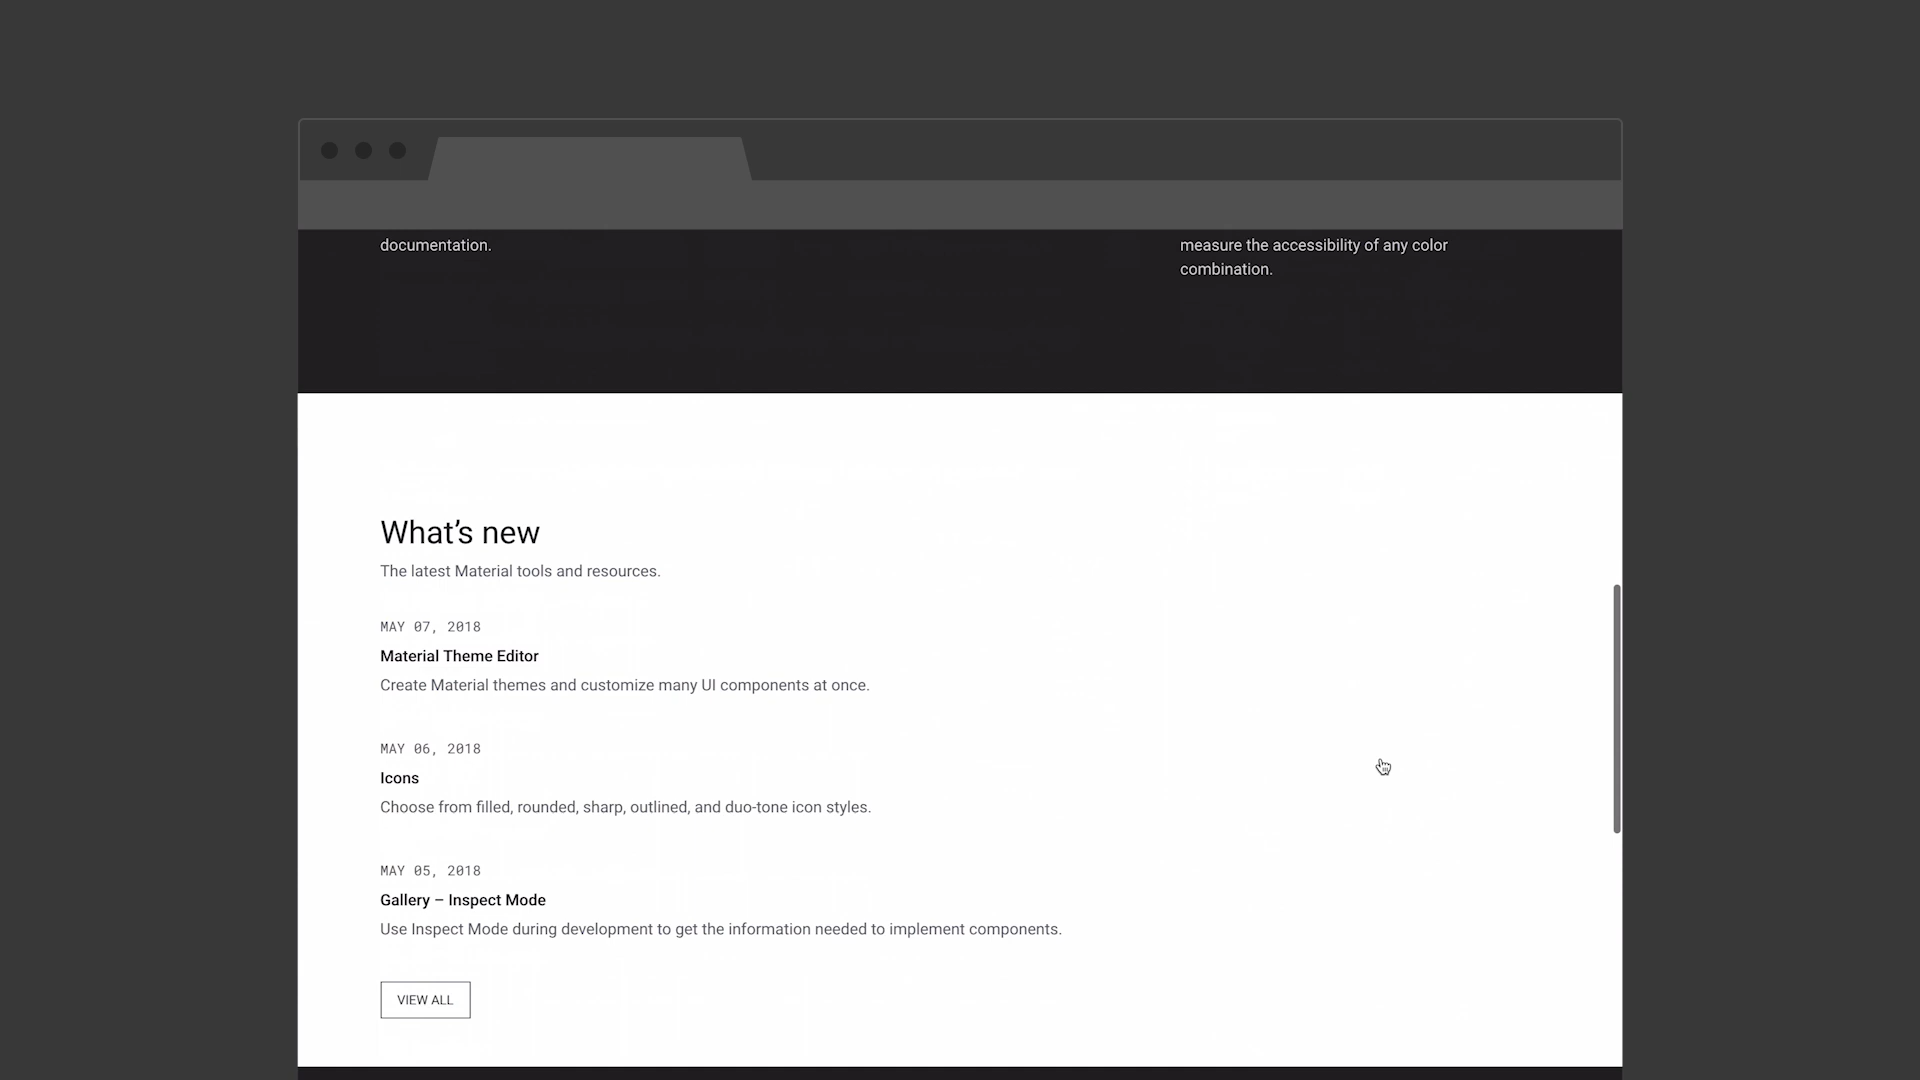 documentation.
measure the accessibility of any color
combination.
What’s new
The latest Material tools and resources.
MAY 07, 2018
Material Theme Editor
Create Material themes and customize many UI components at once.
MAY 06, 2018
Icons
Choose from filled, rounded, sharp, outlined, and duo-tone icon styles.
MAY 05, 2018
Gallery – Inspect Mode
Use Inspect Mode during development to get the information needed to implement components.
VIEW ALL